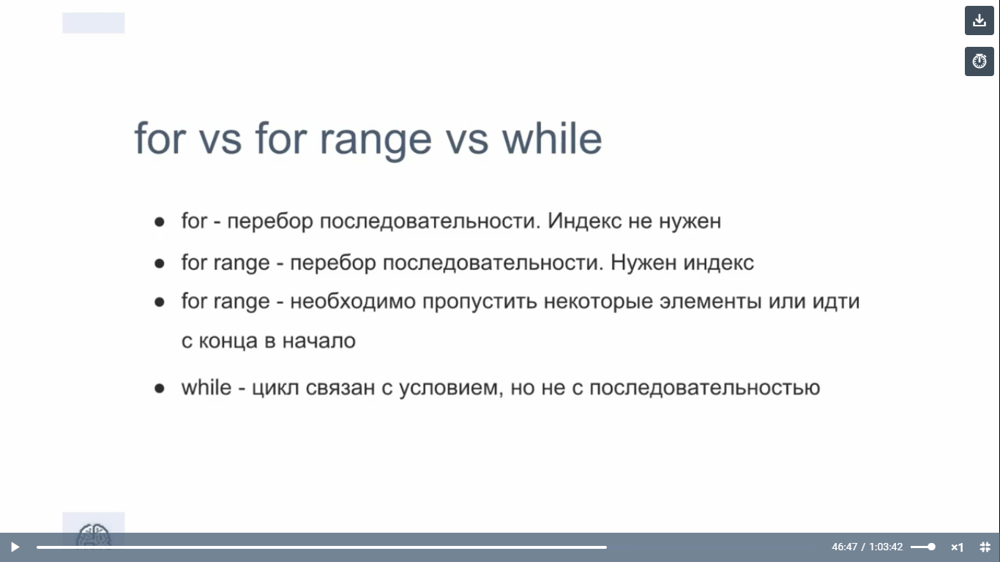 for vs for range vs while
● for - перебор последовательности. Индекс не нужен
● for range - перебор последовательности. Нужен индекс
● for range - необходимо пропустить некоторые элементы или идти
с конца в начало
● while - цикл связан с условием, но не с последовательностью
46:47 / 1:03:42 ×1